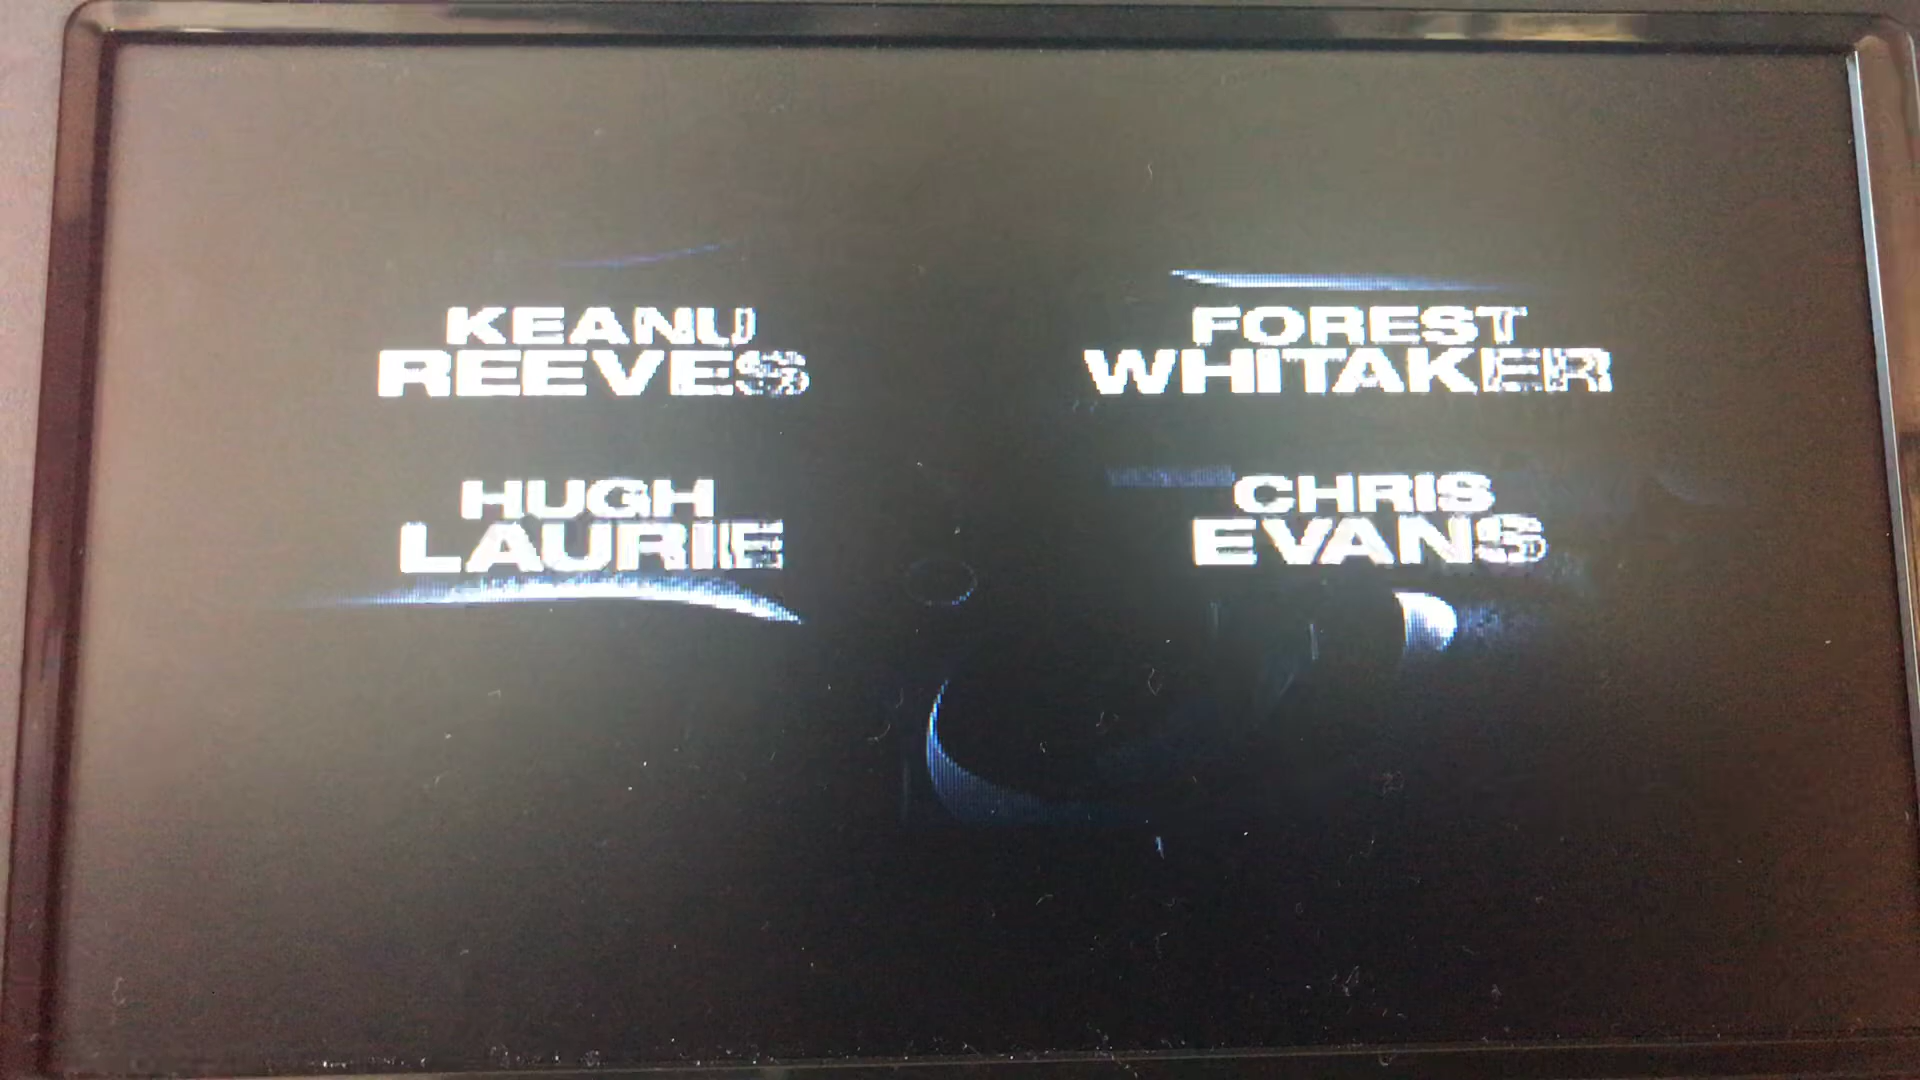 KEANU
REEVES
FOREST
WHITAKER
HUGH
LAURIE
CHRIS
EVANS